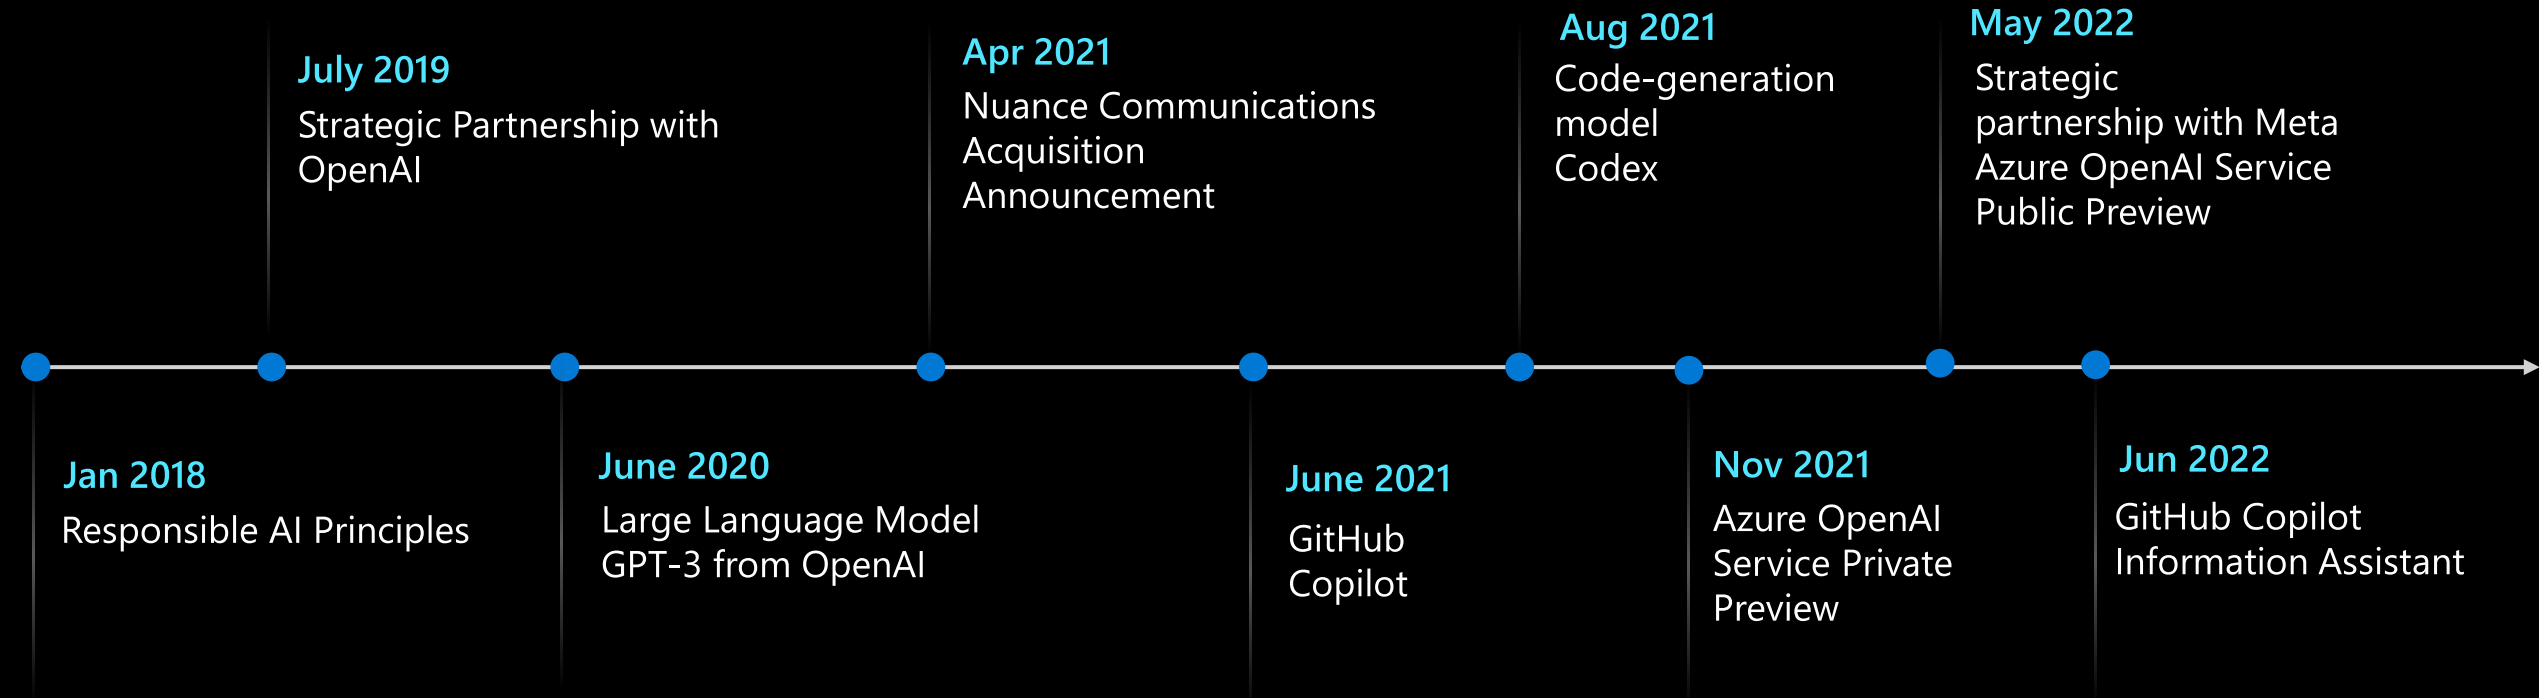 July 2019
Strategic Partnership with
OpenAI
Apr 2021
Nuance Communications
Acquisition
Announcement
Aug 2021
Code-generation
model
Codex
May 2022
Strategic
partnership with Meta
Azure OpenAI Service
Public Preview
Jan 2018
Responsible AI Principles
June 2020
Large Language Model
GPT-3 from OpenAI
June 2021
GitHub
Copilot
Nov 2021
Azure OpenAI
Service Private
Preview
Jun 2022
GitHub Copilot
Information Assistant